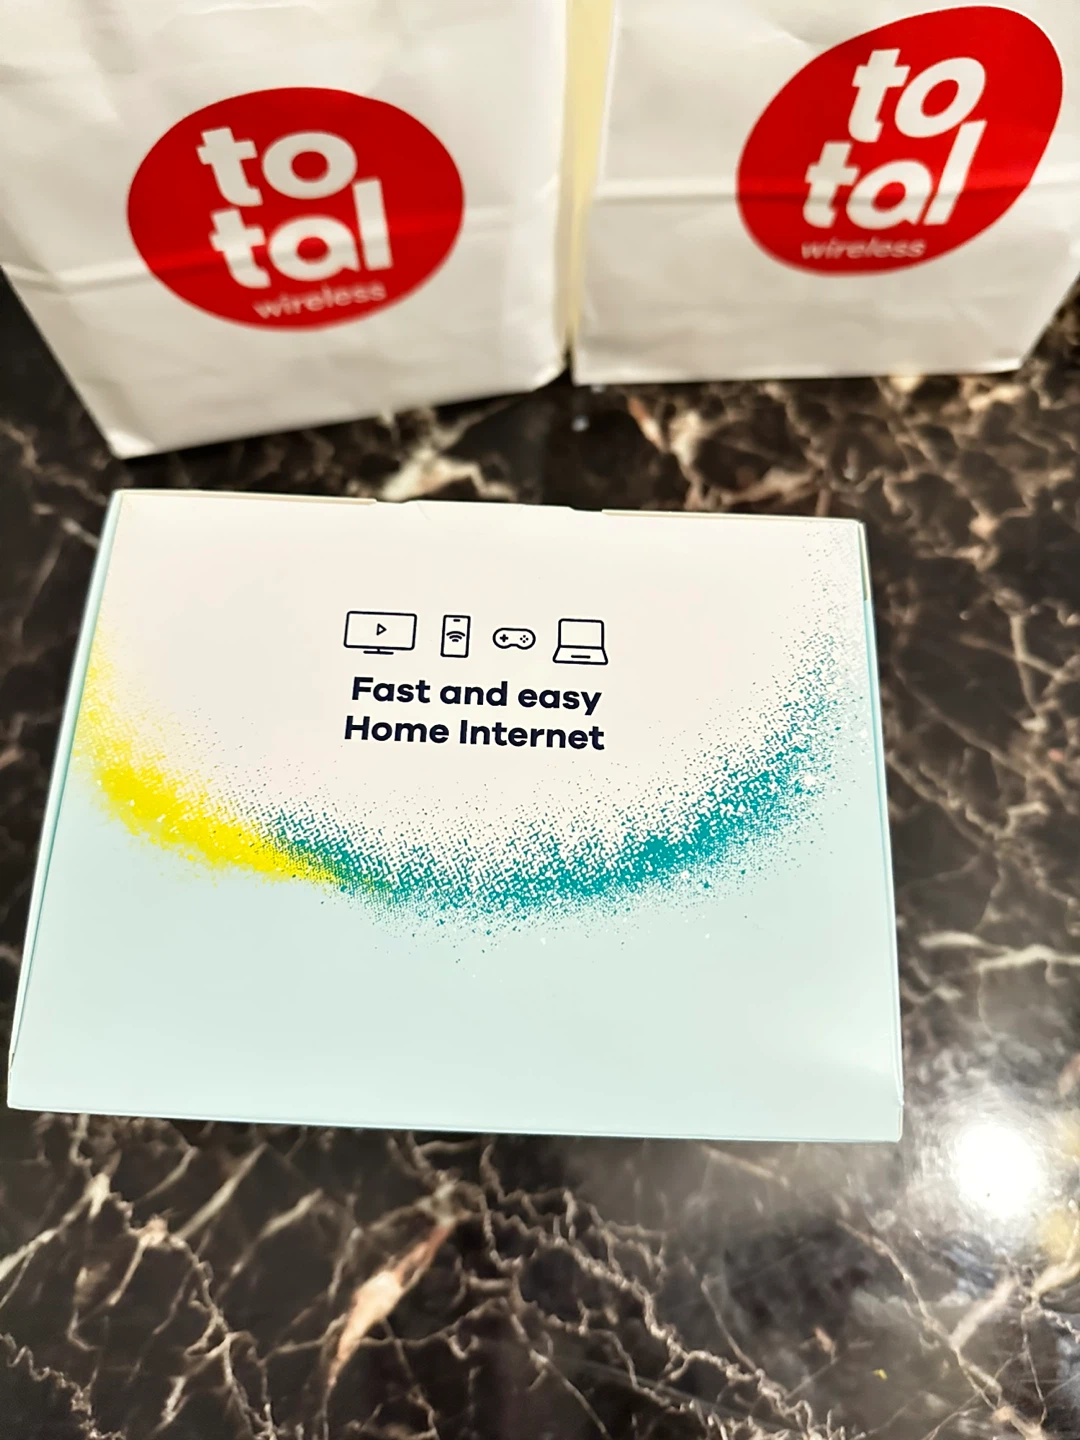 to
tal
wireless
to
tal
wireless
Fast and easy
Home Internet